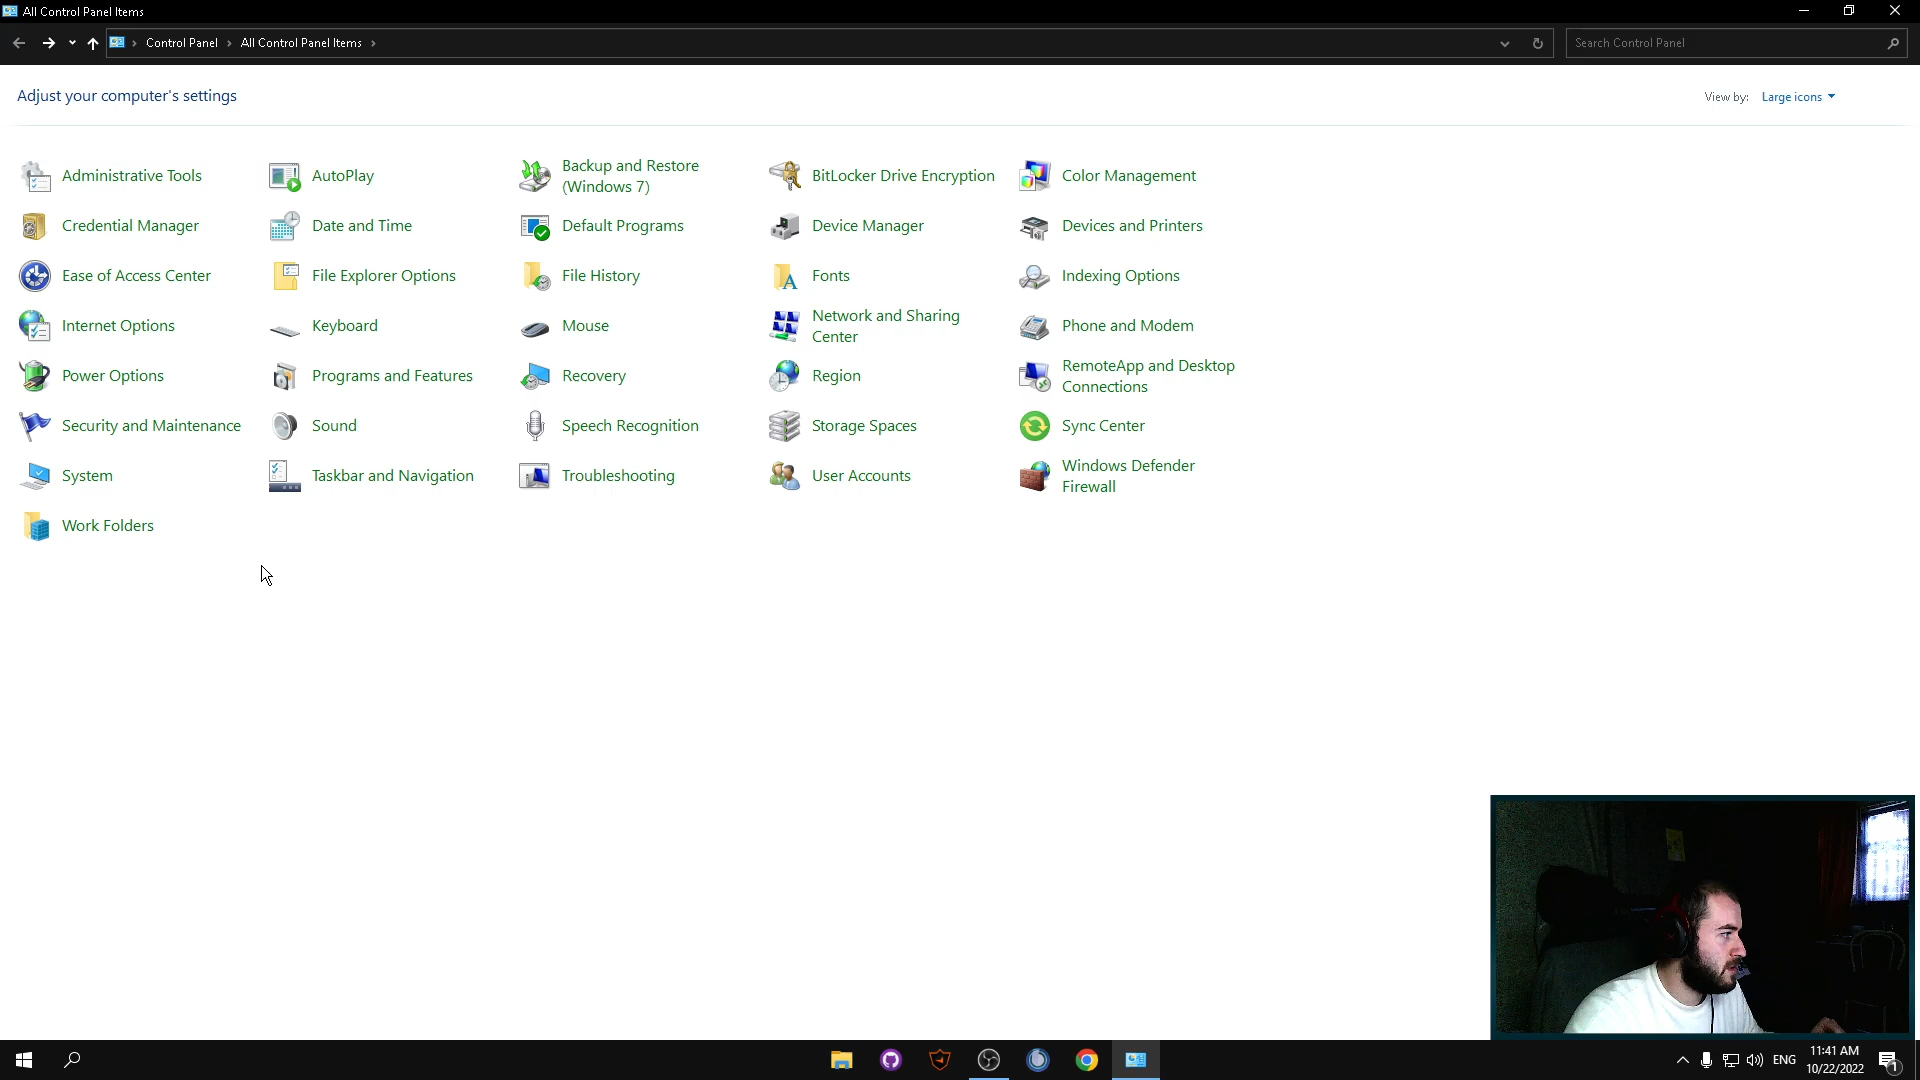 All Control Panel Items
Control Panel
All Control Panel Items
Search Control Panel
Adjust your computer's settings
View by:
Large icons
Administrative Tools
AutoPlay
Backup and Restore
(Windows 7)
BitLocker Drive Encryption
Color Management
Credential Manager
Date and Time
Default Programs
Device Manager
Devices and Printers
Ease of Access Center
File Explorer Options
File History
Fonts
Indexing Options
Internet Options
Keyboard
Mouse
Network and Sharing
Center
Phone and Modem
Power Options
Programs and Features
Recovery
Region
RemoteApp and Desktop
Connections
Security and Maintenance
Sound
Speech Recognition
Storage Spaces
Sync Center
System
Taskbar and Navigation
Troubleshooting
User Accounts
Windows Defender
Firewall
Work Folders
ENG
11:41 AM
10/22/2022
1